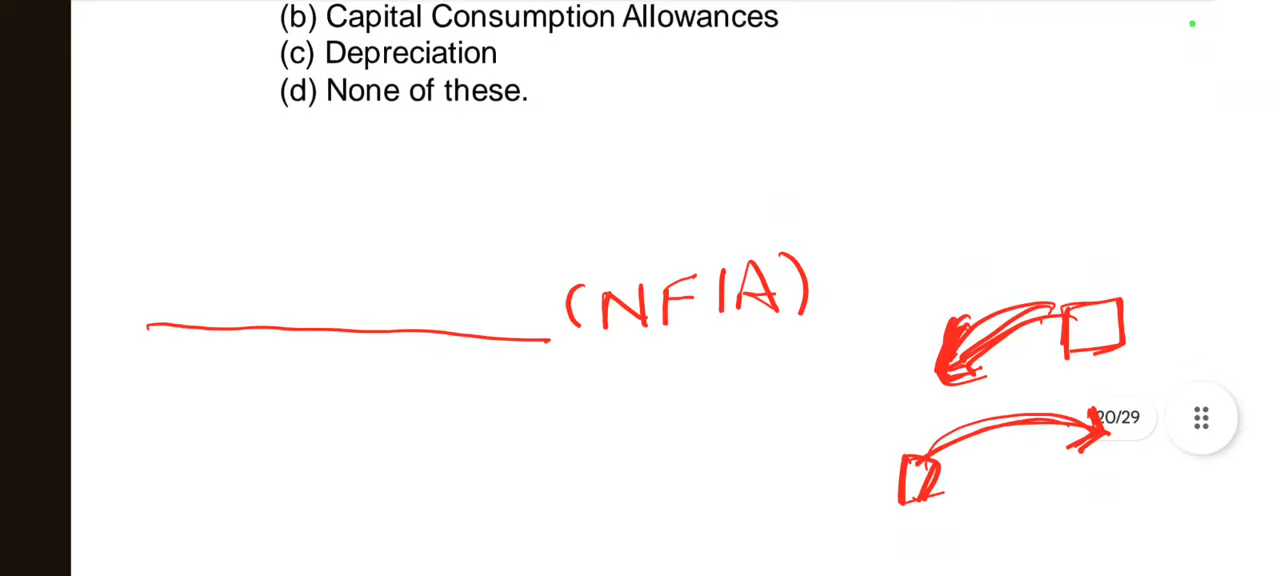 (b) Capital Consumption Allowances
(c) Depreciation
(d) None of these.
(NFIA)
20/29